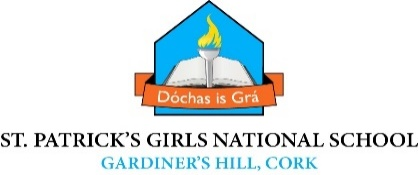 Dóchas is Grá
ST. PATRICK'S GIRLS NATIONAL SCHOOL
GARDINER'S HILL, CORK